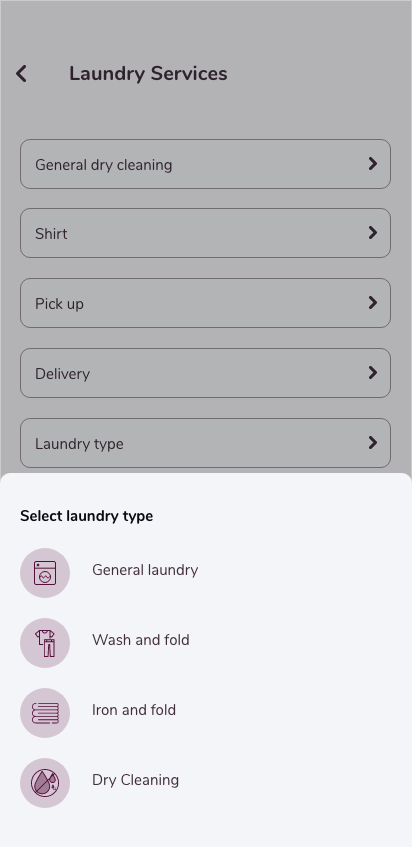 Laundry Services
General dry cleaning
Shirt
Pick up
Delivery
Laundry type
Select laundry type
General laundry
Wash and fold
Iron and fold
Dry Cleaning